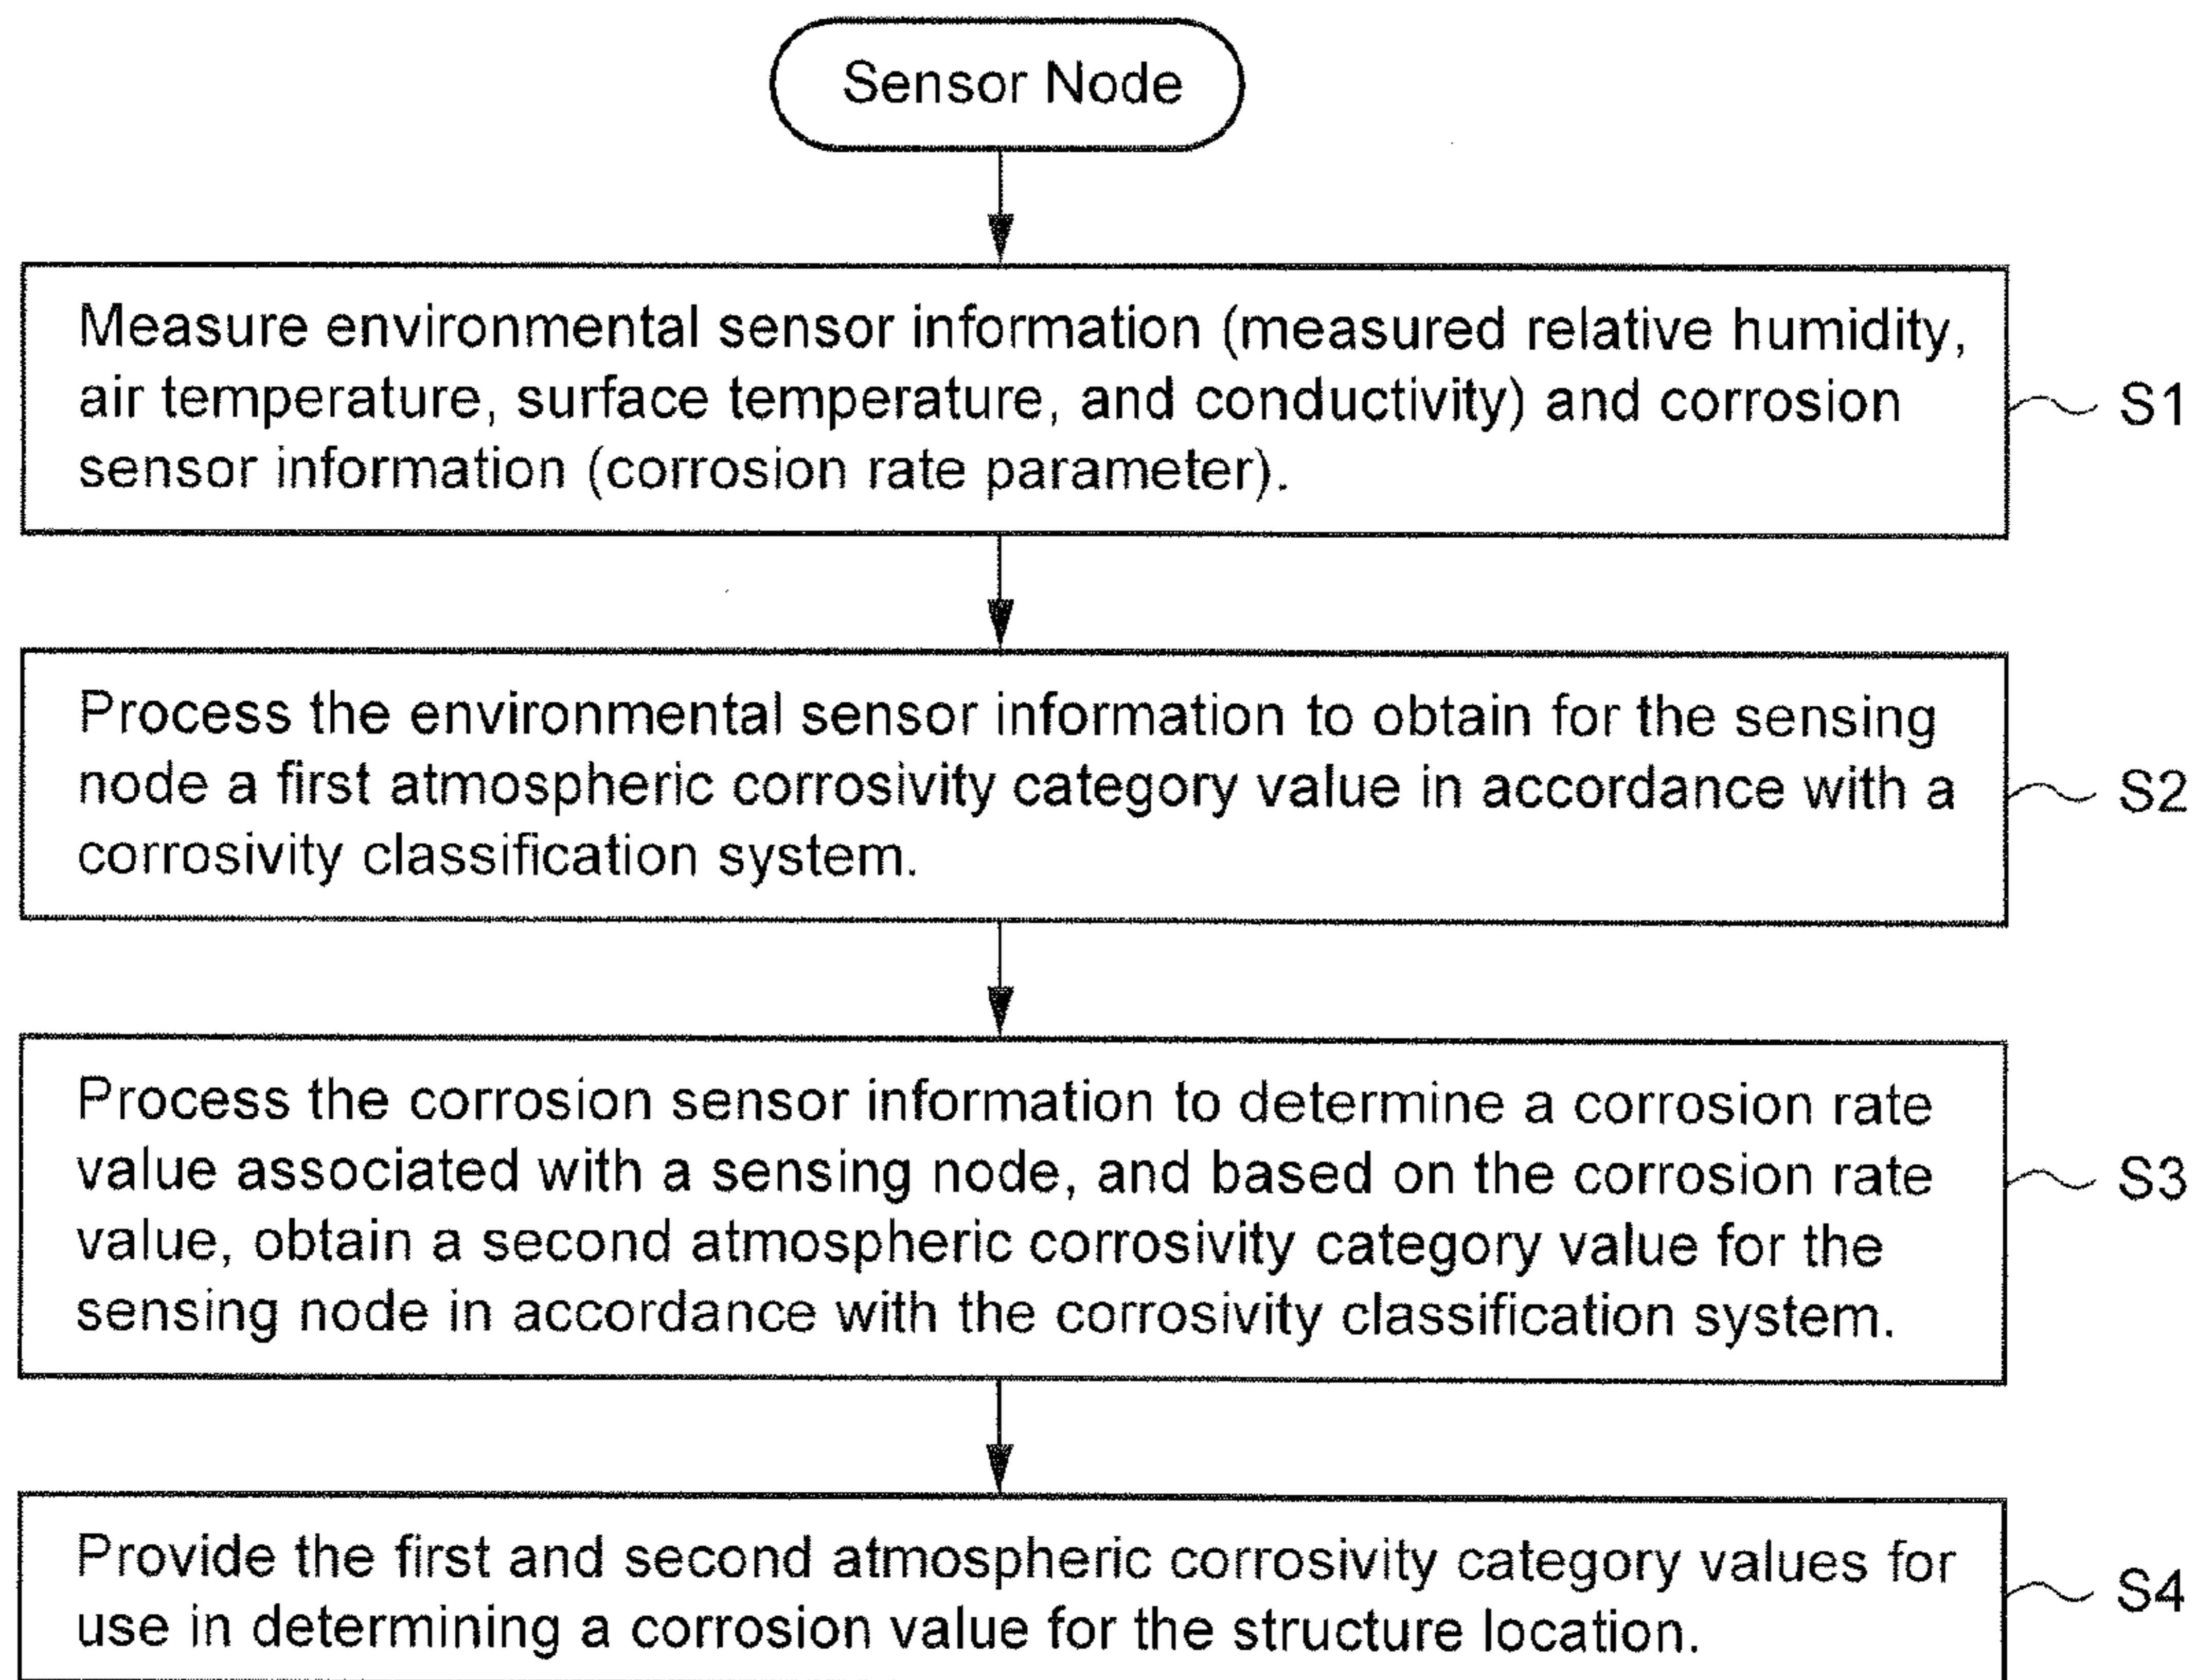 Sensor Node
Measure environmental sensor information (measured relative humidity,
air temperature, surface temperature, and conductivity) and corrosion
sensor information (corrosion rate parameter).
S1
Process the environmental sensor information to obtain for the sensing
node a first atmospheric corrosivity category value in accordance with a
corrosivity classification system.
S2
Process the corrosion sensor information to determine a corrosion rate
value associated with a sensing node, and based on the corrosion rate
value, obtain a second atmospheric corrosivity category value for the
sensing node in accordance with the corrosivity classification system.
S3
Provide the first and second atmospheric corrosivity category values for
use in determining a corrosion value for the structure location.
S4